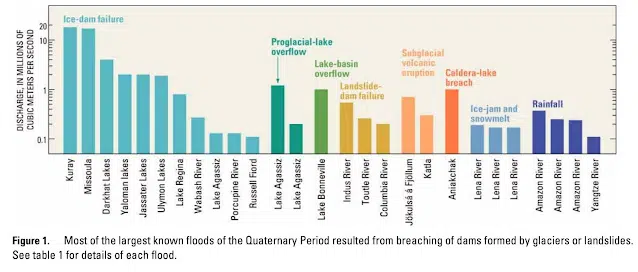 Ice-dam failure
Proglacial-lake
overflow
Lake-basin
overflow
Landslide-
dam failure
Subglacial
volcanic
eruption
Caldera-lake
breach
Ice-jam and
snowmelt
Rainfall
DISCHARGE, IN MILLIONS OF
CUBIC METERS PER SECOND
20
10
1
0.1
Kuray
Missoula
Darkhat Lakes
Yaloman lakes
Jassater Lakes
Ulymon Lakes
Lake Regina
Wabash River
Lake Agassiz
Porcupine River
Russell Fiord
Lake Agassiz
Lake Agassiz
Lake Bonneville
Indus River
Toutle River
Columbia River
Jökulsá á Fjöllum
Katla
Aniakchak
Lena River
Lena River
Lena River
Amazon River
Amazon River
Amazon River
Yangtze River
Figure 1. Most of the largest known floods of the Quaternary Period resulted from breaching of dams formed by glaciers or landslides.
See table 1 for details of each flood.